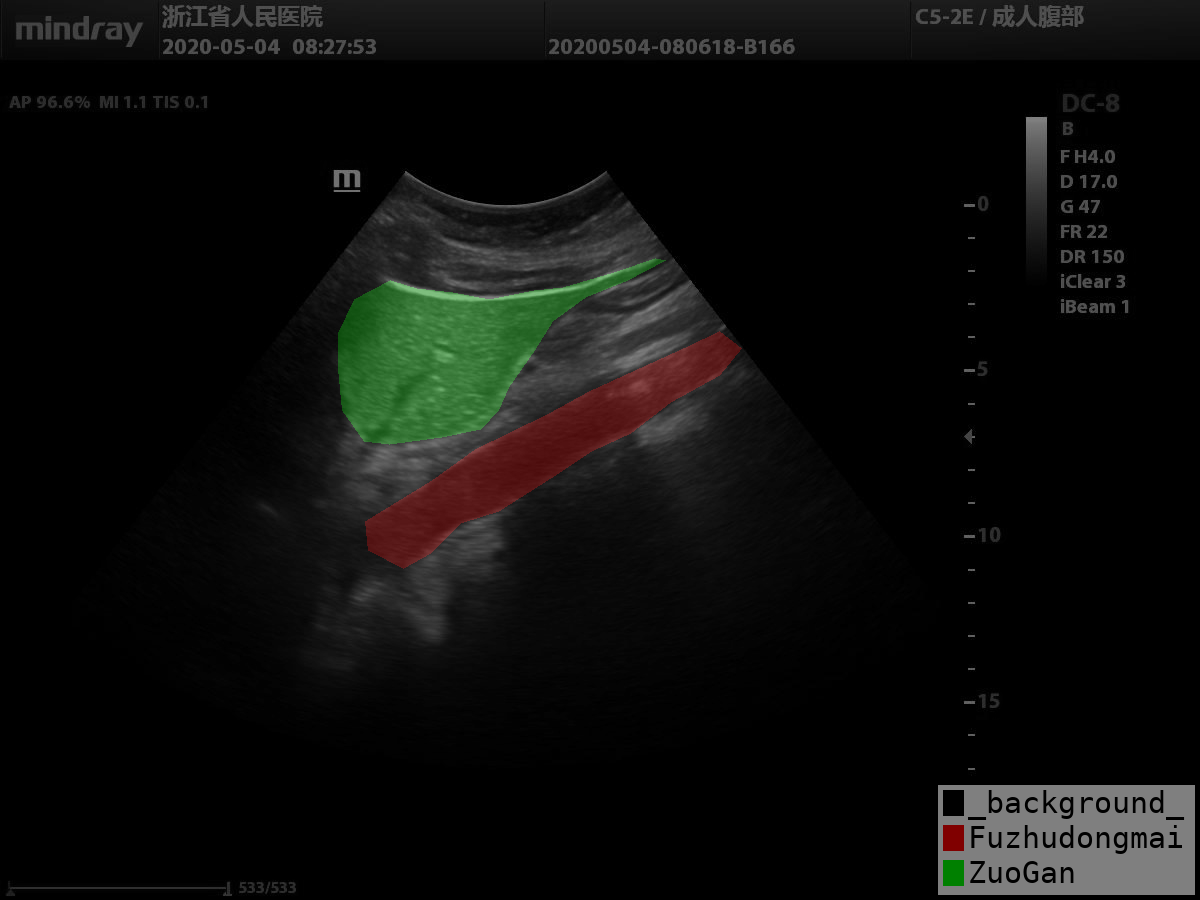 mindray
浙江省人民医院
2020-05-04 08:27:53
20200504-080618-B166
C5-2E / 成人腹部
AP 96.6% MI 1.1 TIS 0.1
DC-8
B
F H4.0
D 17.0
G 47
FR 22
DR 150
iClear 3
iBeam 1
m
0
5
10
15
_background_
Fuzhudongmai
ZuoGan
533/533